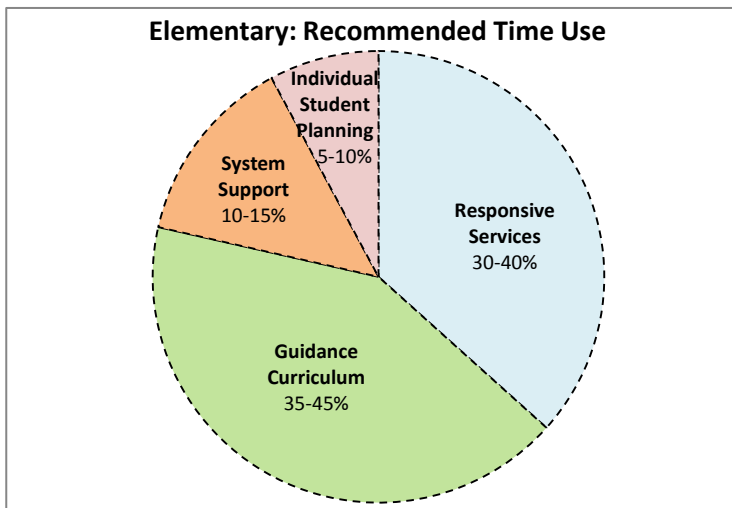 Elementary: Recommended Time Use
Individual
Student
Planning
5-10%
System
Support
10-15%
Responsive
Services
30-40%
Guidance
Curriculum
35-45%